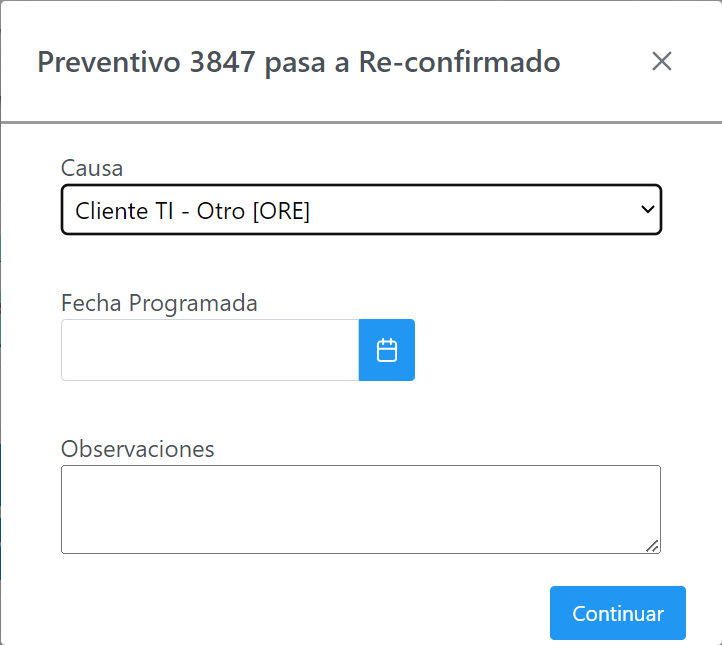 Preventivo 3847 pasa a Re-confirmado
Causa
Cliente TI - Otro [ORE]
Fecha Programada
Observaciones
Continuar